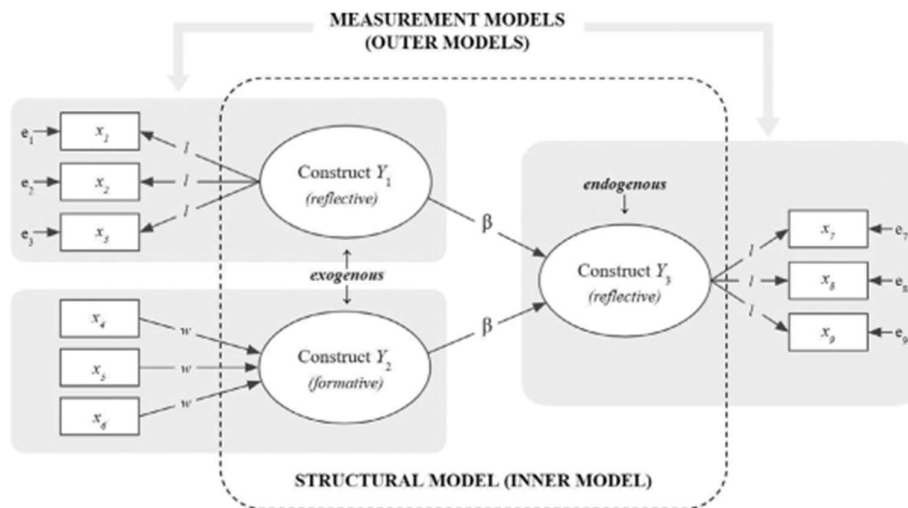 MEASUREMENT MODELS
(OUTER MODELS)
e1
x1
l
e2
x2
l
e3
x3
l
Construct Y1
(reflective)
exogenous
x4
w
x5
w
x6
w
Construct Y2
(formative)
β
β
endogenous
Construct Y3
(reflective)
l
x7
e7
l
x8
e8
l
x9
e9
STRUCTURAL MODEL (INNER MODEL)